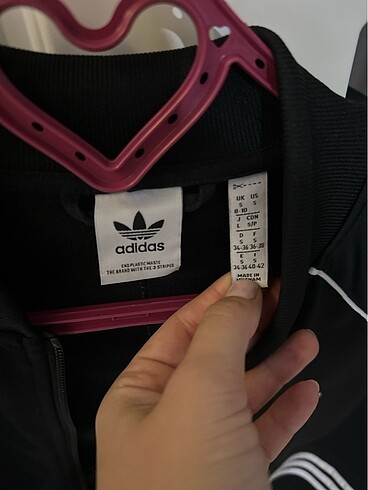 adidas
END PLASTIC WASTE
THE BRAND WITH THE 3 STRIPES
UK US
S S
8-10
J CDN
L S/P
D F
S S
34-36 36-38
E I
S S
34-36 40-42
MADE IN
VIETNAM